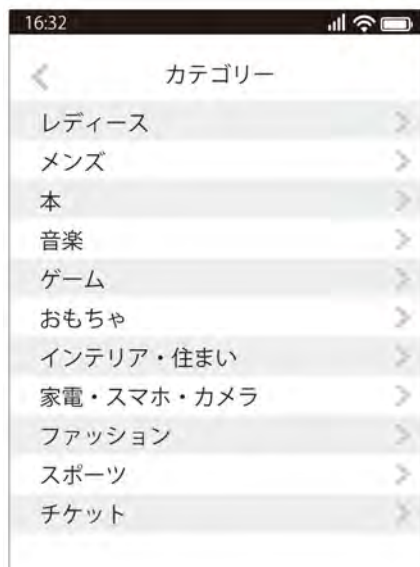 16:32
カテゴリー
レディース
メンズ
本
音楽
ゲーム
おもちゃ
インテリア・住まい
家電・スマホ・カメラ
ファッション
スポーツ
チケット